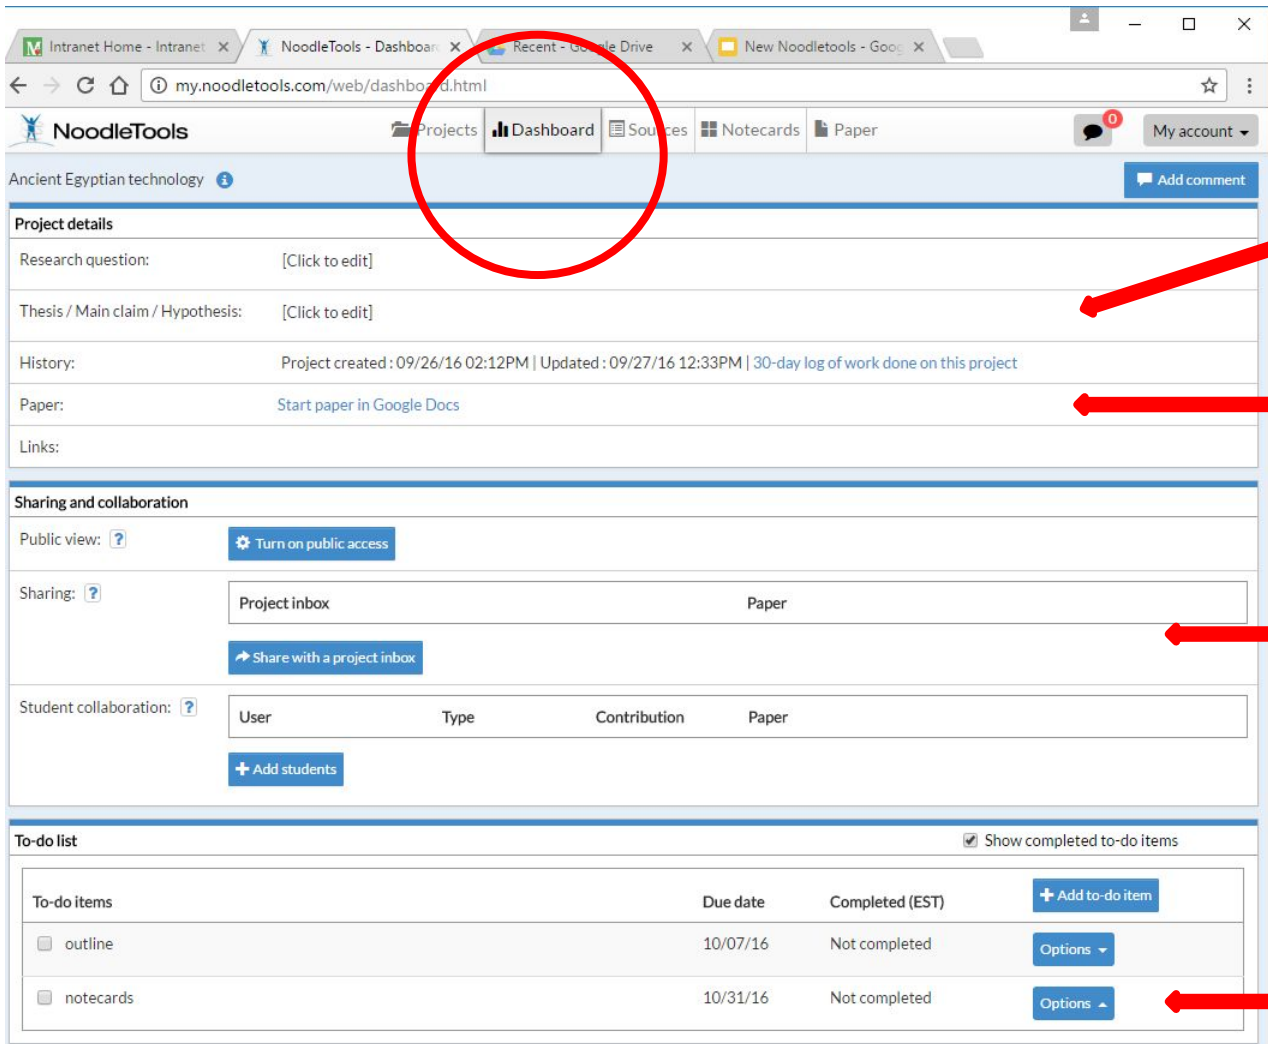 Intranet Home - Intranet
NoodleTools - Dashboar
Recent - Google Drive
New Noodletools - Goog
my.noodletools.com/web/dashboard.html
NoodleTools
Projects
Dashboard
Sources
Notecards
Paper
0
My account
Ancient Egyptian technology
Add comment
Project details
Research question: [Click to edit]
Thesis / Main claim / Hypothesis: [Click to edit]
History: Project created : 09/26/16 02:12PM | Updated : 09/27/16 12:33PM | 30-day log of work done on this project
Paper: Start paper in Google Docs
Links:
Sharing and collaboration
Public view: ? Turn on public access
Sharing: ? Project inbox Paper
Share with a project inbox
Student collaboration: ? User Type Contribution Paper
Add students
To-do list Show completed to-do items
To-do items Due date Completed (EST) Add to-do item
outline 10/07/16 Not completed Options
notecards 10/31/16 Not completed Options